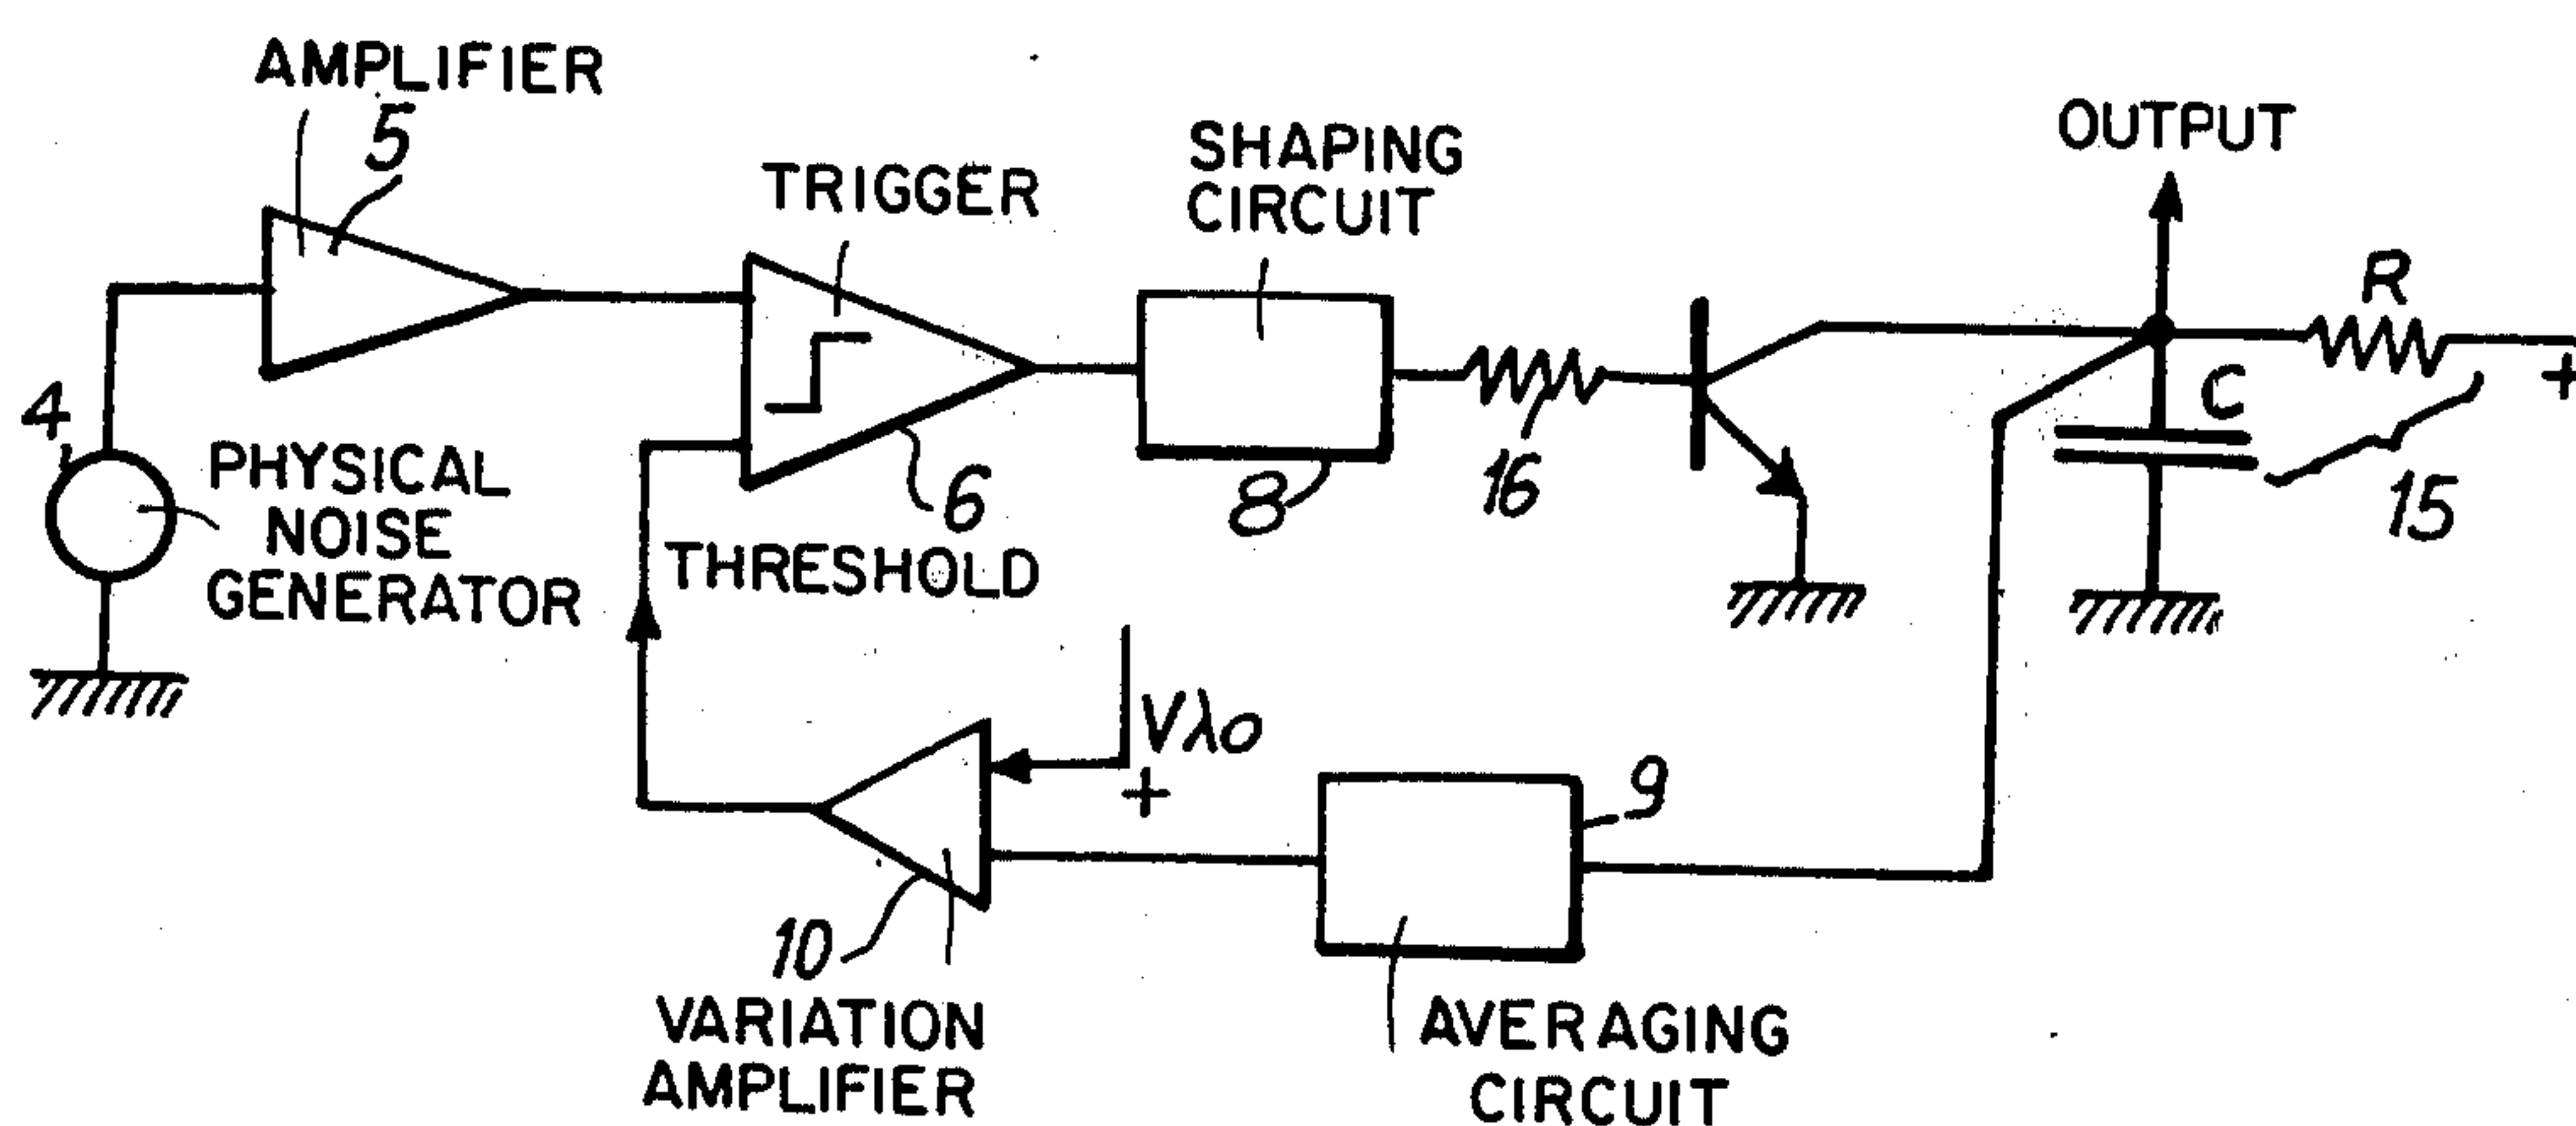 AMPLIFIER
5
TRIGGER
SHAPING
CIRCUIT
OUTPUT
R
+
C
15
4
PHYSICAL
NOISE
GENERATOR
6
8
16
THRESHOLD
Vλo
+
9
10
VARIATION
AMPLIFIER
AVERAGING
CIRCUIT